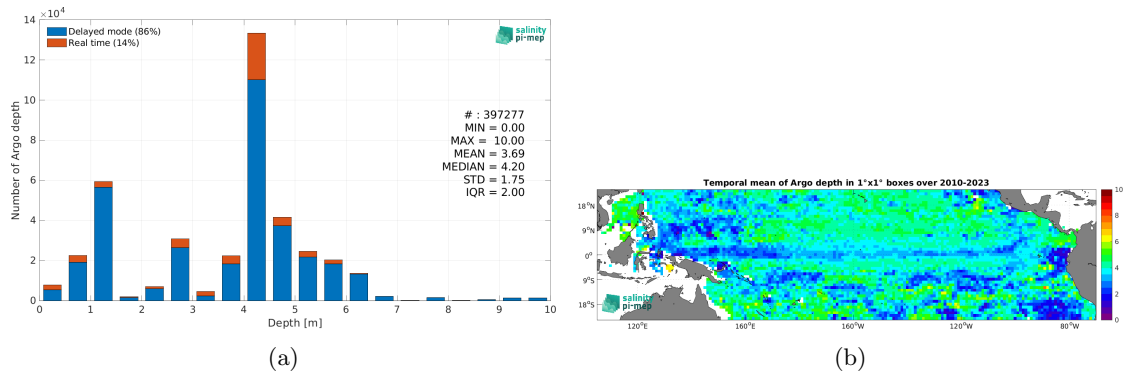 ×10⁴
14
12
10
8
6
4
2
0
Number of Argo depth
Delayed mode (86%)
Real time (14%)
salinity
pi-mep
# : 397277
MIN = 0.00
MAX = 10.00
MEAN = 3.69
MEDIAN = 4.20
STD = 1.75
IQR = 2.00
0 1 2 3 4 5 6 7 8 9 10
Depth [m]
(a)
Temporal mean of Argo depth in 1°x1° boxes over 2010-2023
18°N
9°N
0°
9°S
18°S
salinity
pi-mep
120°E 160°E 160°W 120°W 80°W
10
8
6
4
2
0
(b)